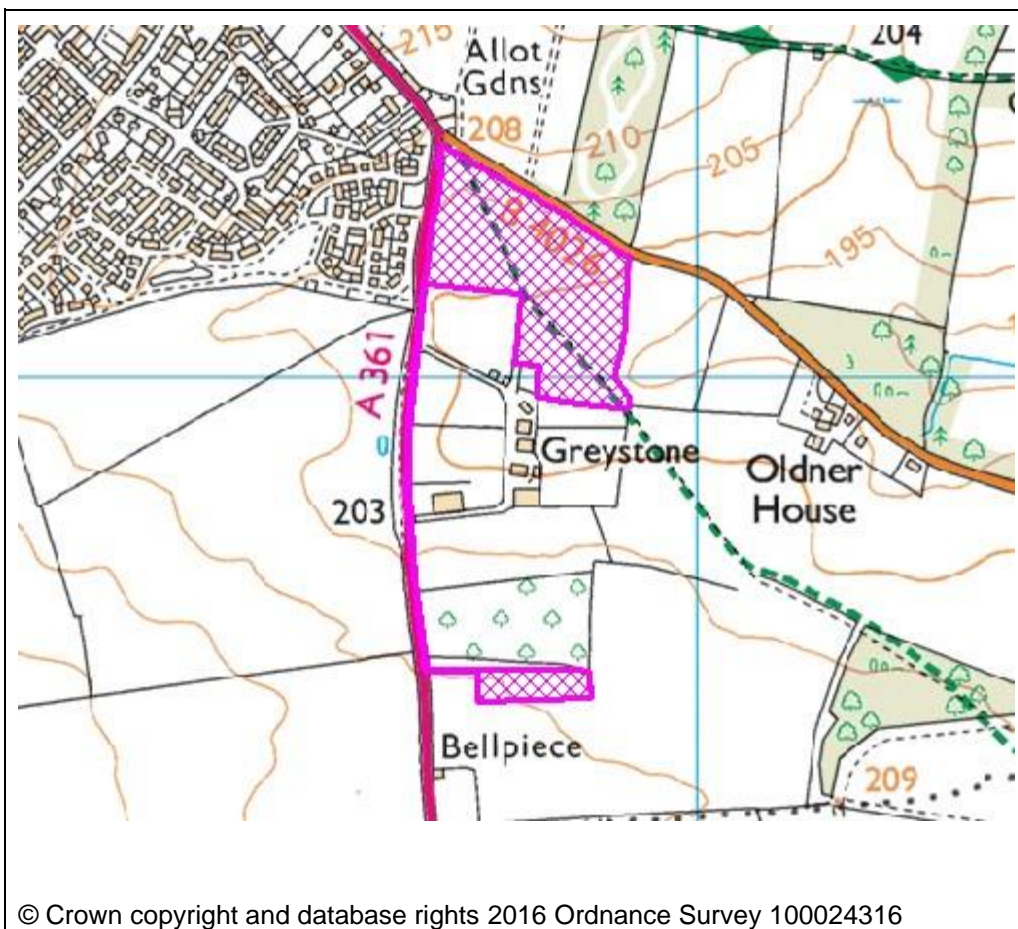 215
Allot
Gdns
204
208
210
205
B 4026
195
A 361
Greystone
Oldner
House
203
Bellpiece
209
© Crown copyright and database rights 2016 Ordnance Survey 100024316